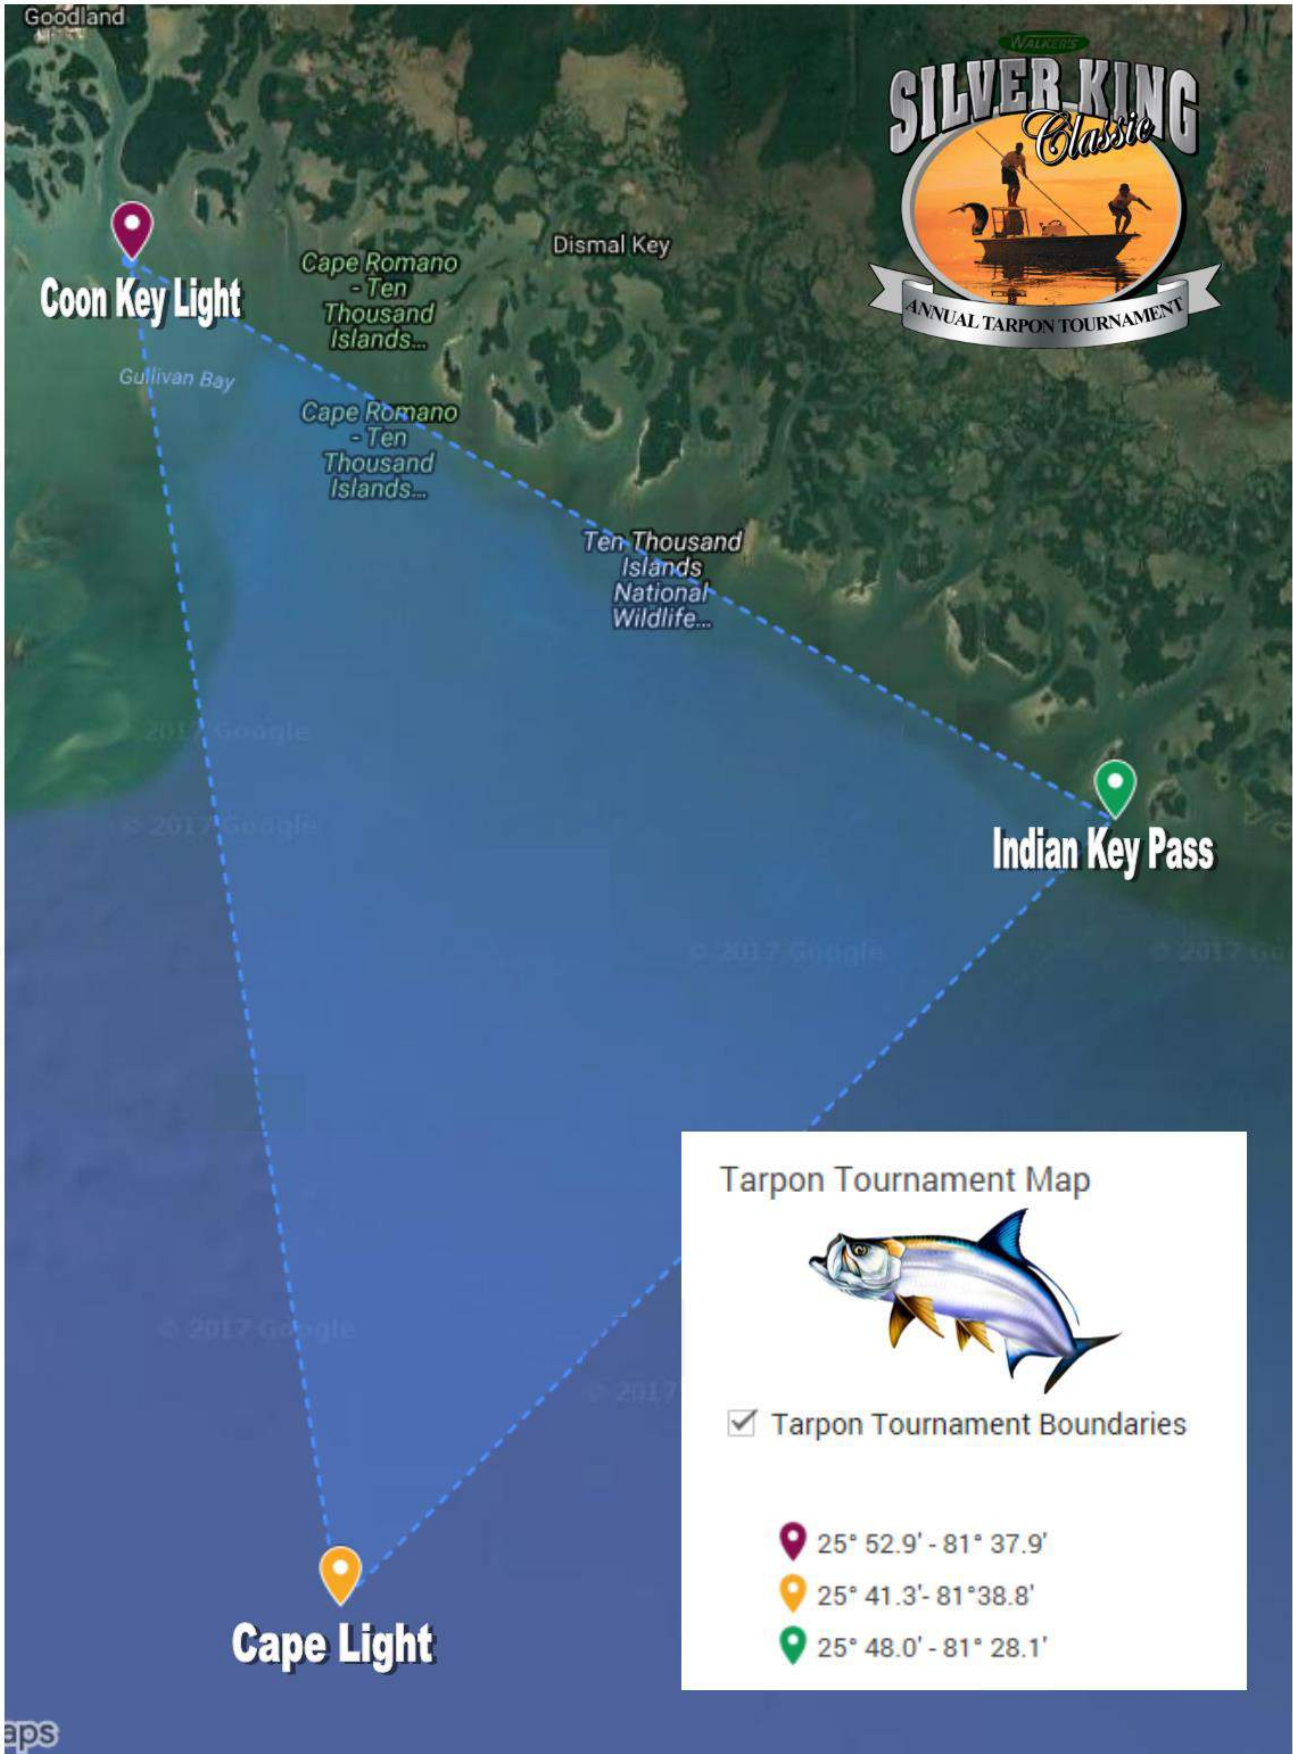 Goodland
WALKER'S
SILVER KING
Classic
ANNUAL TARPON TOURNAMENT
Coon Key Light
Gullivan Bay
Cape Romano
- Ten
Thousand
Islands...
Dismal Key
Cape Romano
- Ten
Thousand
Islands...
Ten Thousand
Islands
National
Wildlife...
2017 Google
© 2017 Google
Indian Key Pass
© 2017 Google
© 2017 Go
© 2017 Google
© 2017
Cape Light
Tarpon Tournament Map
Tarpon Tournament Boundaries
25° 52.9' - 81° 37.9'
25° 41.3'- 81°38.8'
25° 48.0' - 81° 28.1'
aps